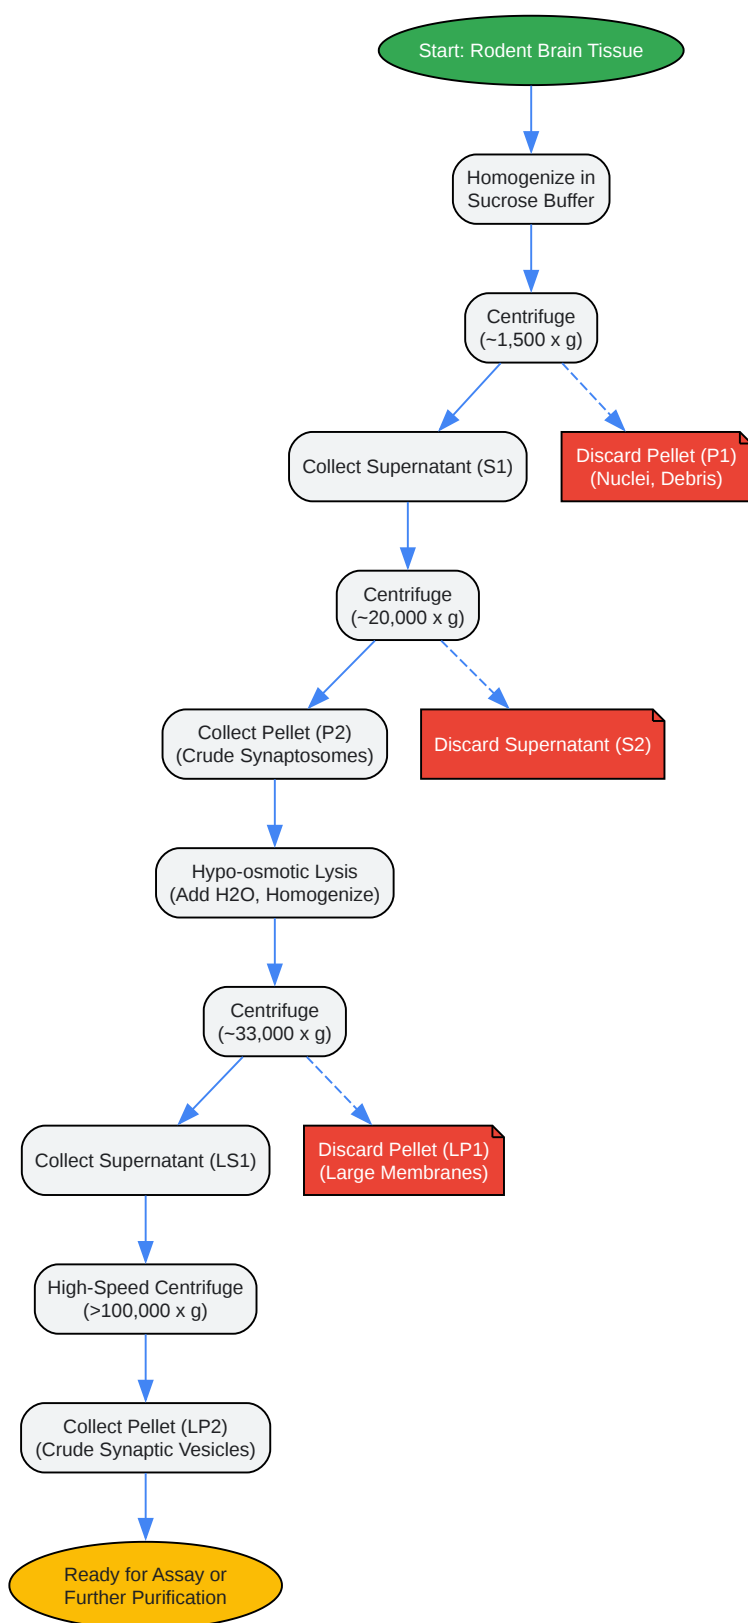 Start: Rodent Brain Tissue
Homogenize in
Sucrose Buffer
Centrifuge
(~1,500 x g)
Collect Supernatant (S1)
Discard Pellet (P1)
(Nuclei, Debris)
Centrifuge
(~20,000 x g)
Collect Pellet (P2)
(Crude Synaptosomes)
Discard Supernatant (S2)
Hypo-osmotic Lysis
(Add H2O, Homogenize)
Centrifuge
(~33,000 x g)
Collect Supernatant (LS1)
Discard Pellet (LP1)
(Large Membranes)
High-Speed Centrifuge
(>100,000 x g)
Collect Pellet (LP2)
(Crude Synaptic Vesicles)
Ready for Assay or
Further Purification